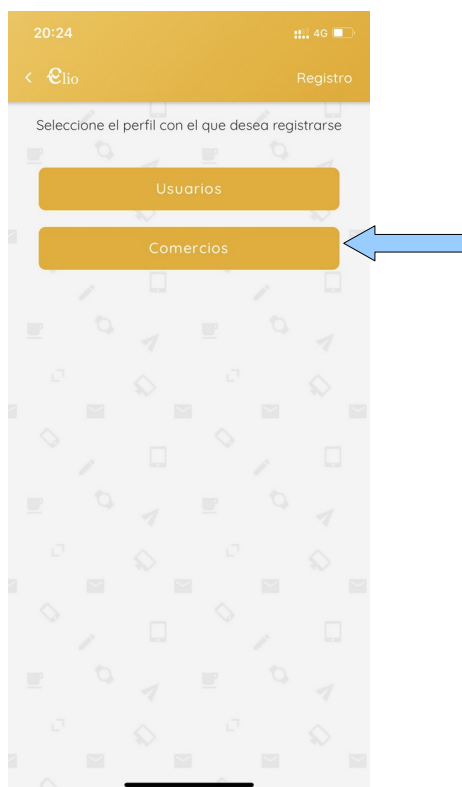 20:24 4G
Elio Registro
Seleccione el perfil con el que desea registrarse
Usuarios
Comercios